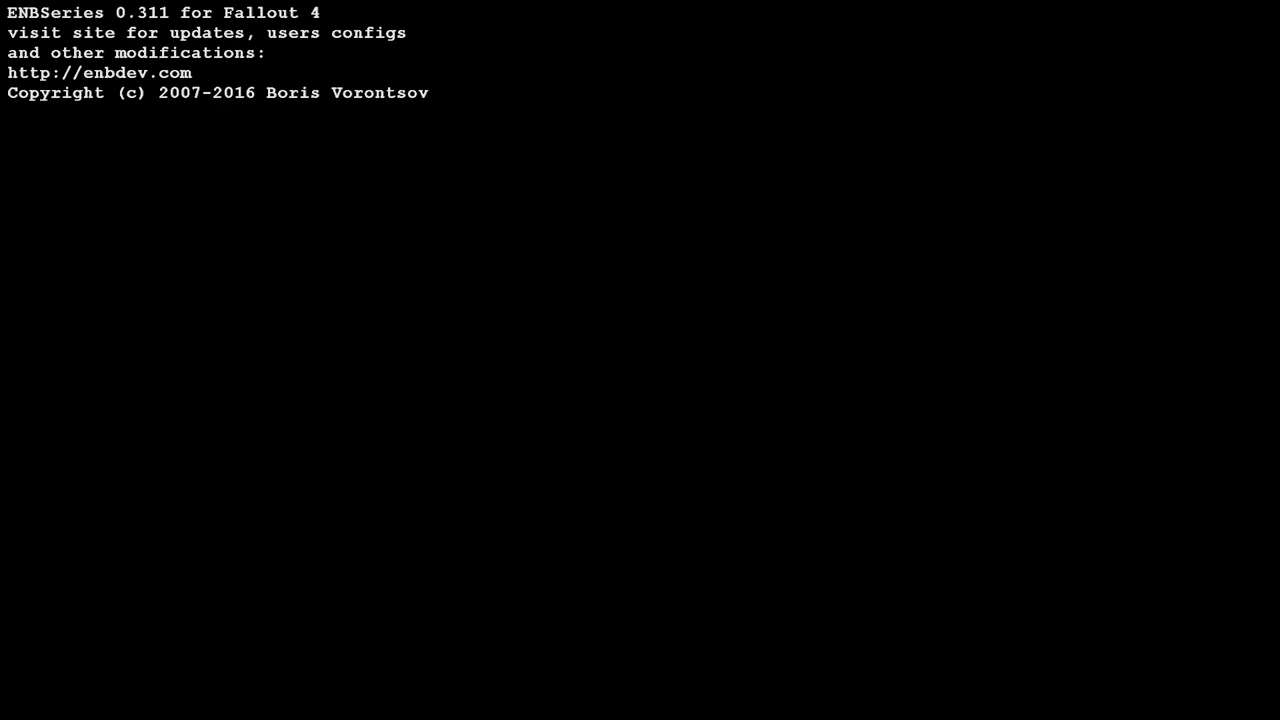 ENBSeries 0.311 for Fallout 4
visit site for updates, users configs
and other modifications:
http://enbdev.com
Copyright (c) 2007-2016 Boris Vorontsov